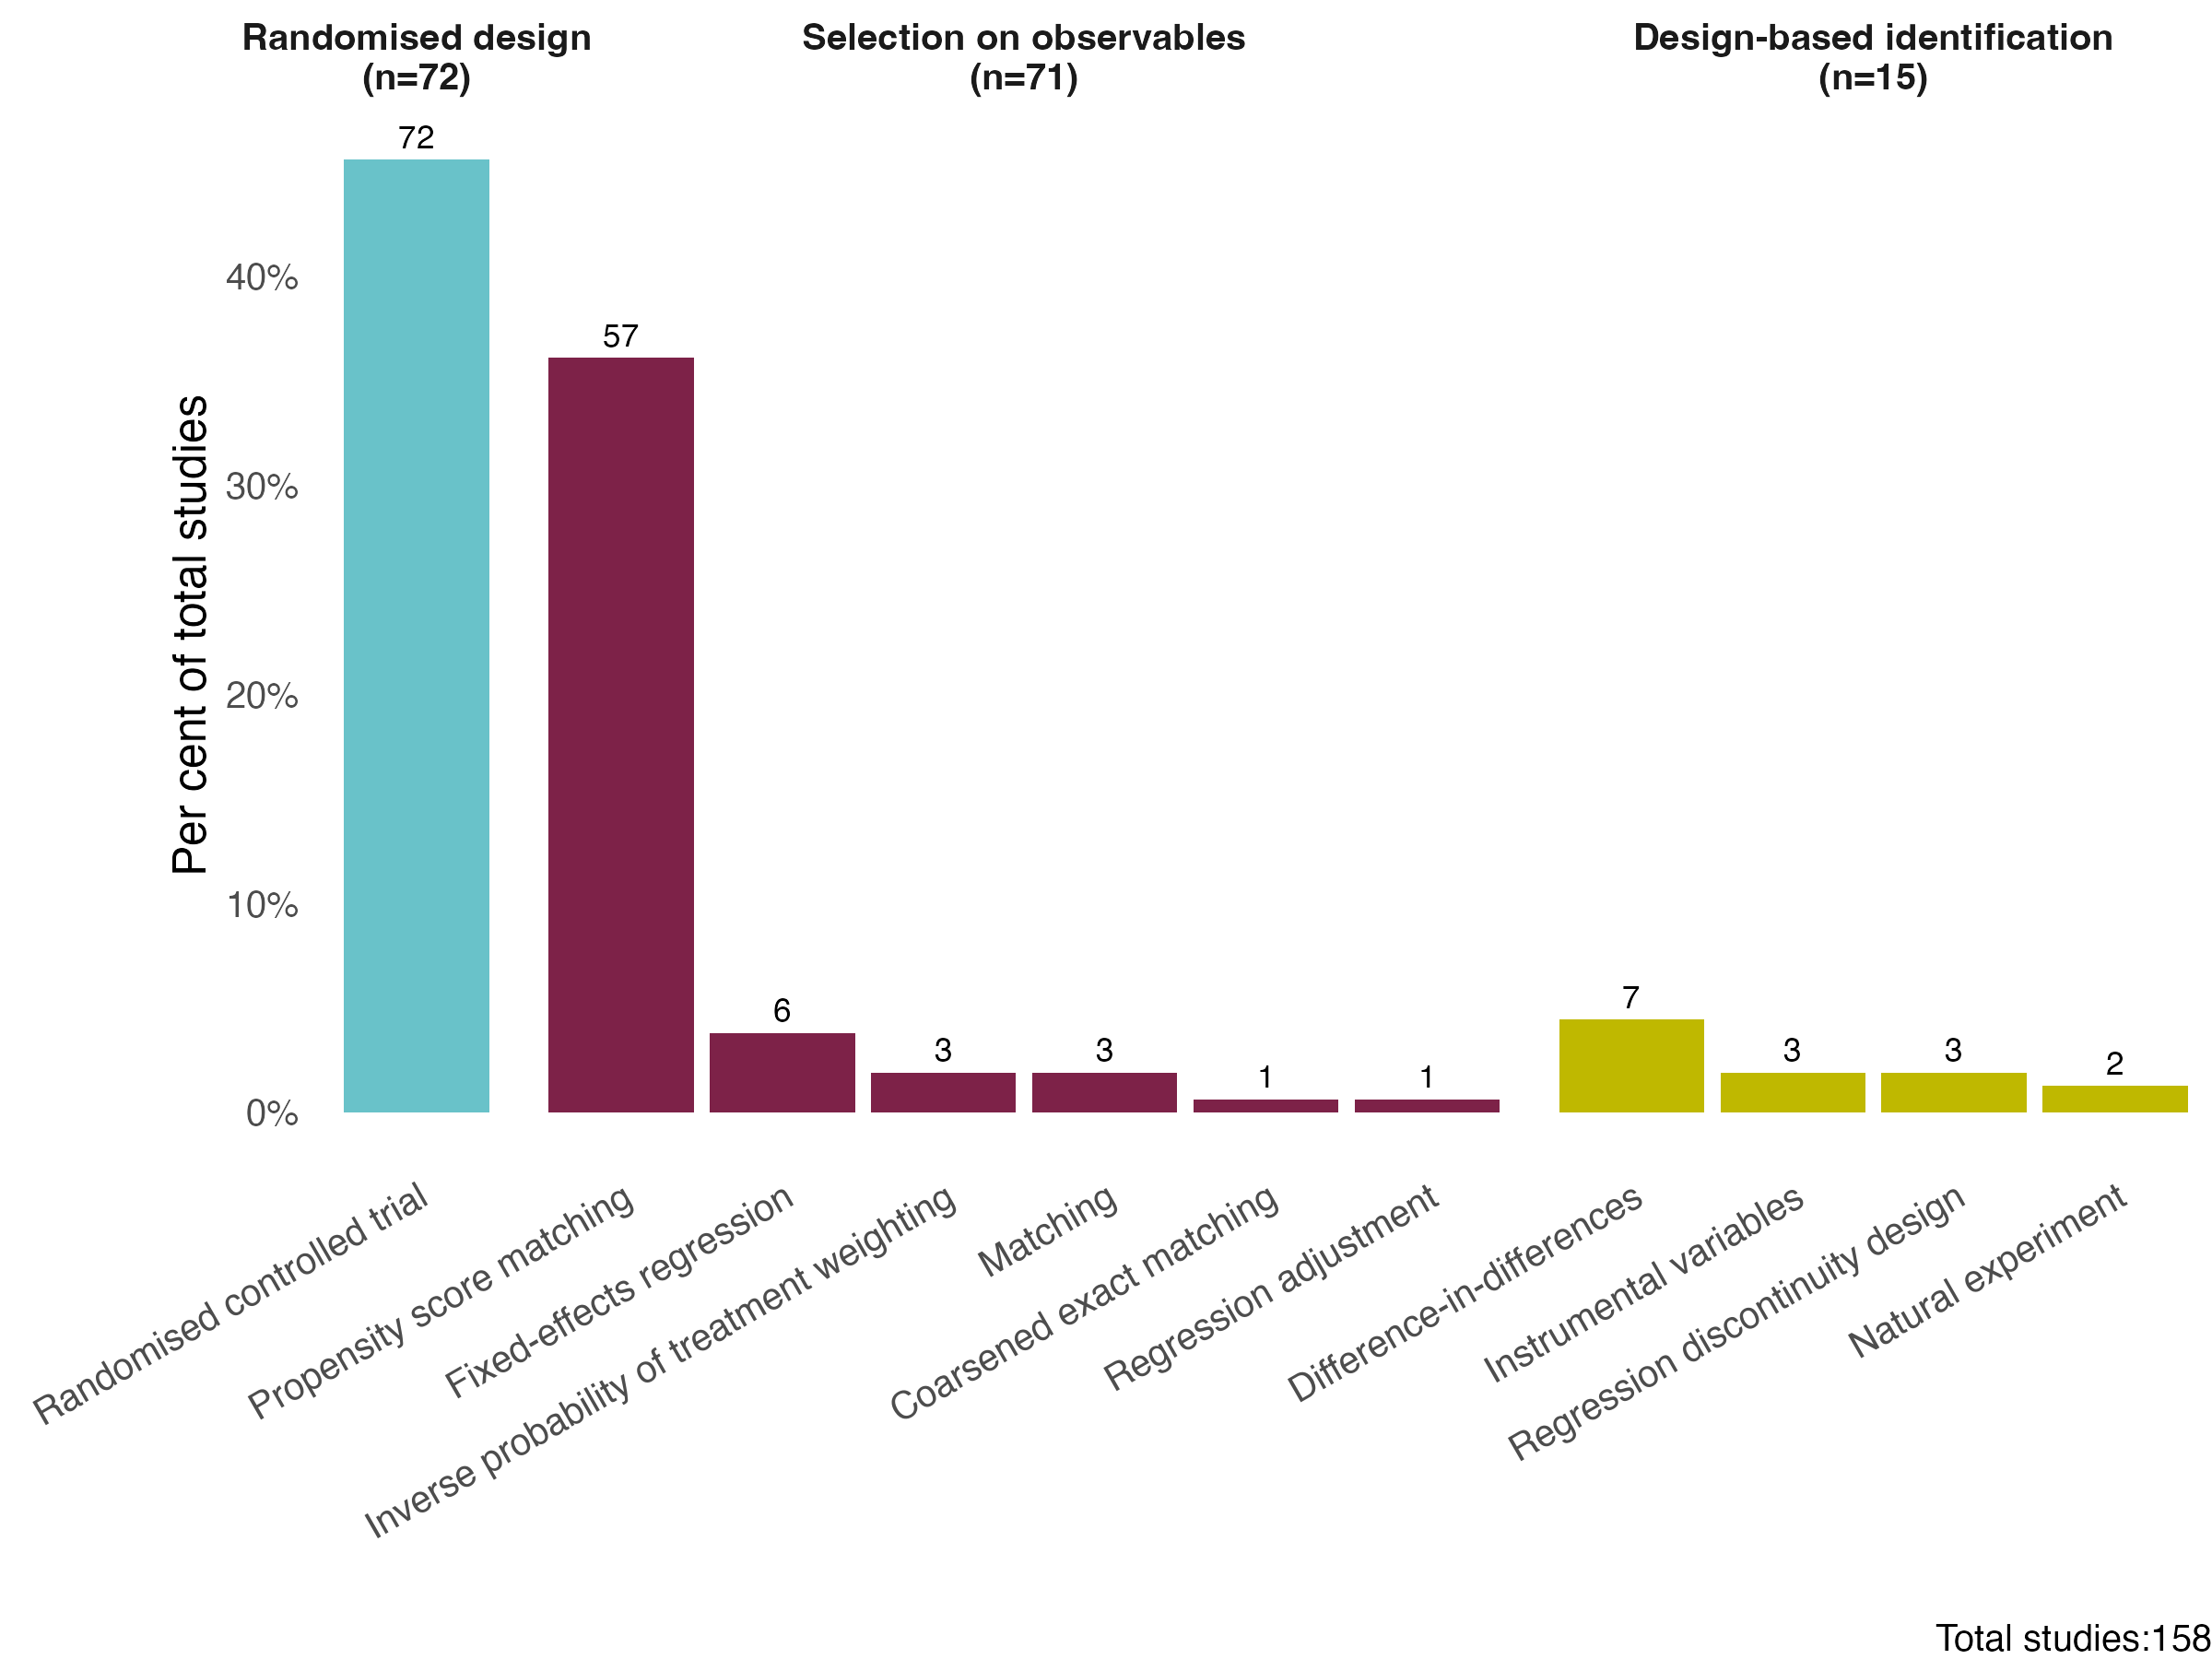 Randomised design
(n=72)
Selection on observables
(n=71)
Design-based identification
(n=15)
Per cent of total studies
40%
30%
20%
10%
0%
72
57
6
3
3
1
1
7
3
3
2
Randomised controlled trial
Propensity score matching
Fixed-effects regression
Inverse probability of treatment weighting
Matching
Coarsened exact matching
Regression adjustment
Difference-in-differences
Instrumental variables
Regression discontinuity design
Natural experiment
Total studies:158